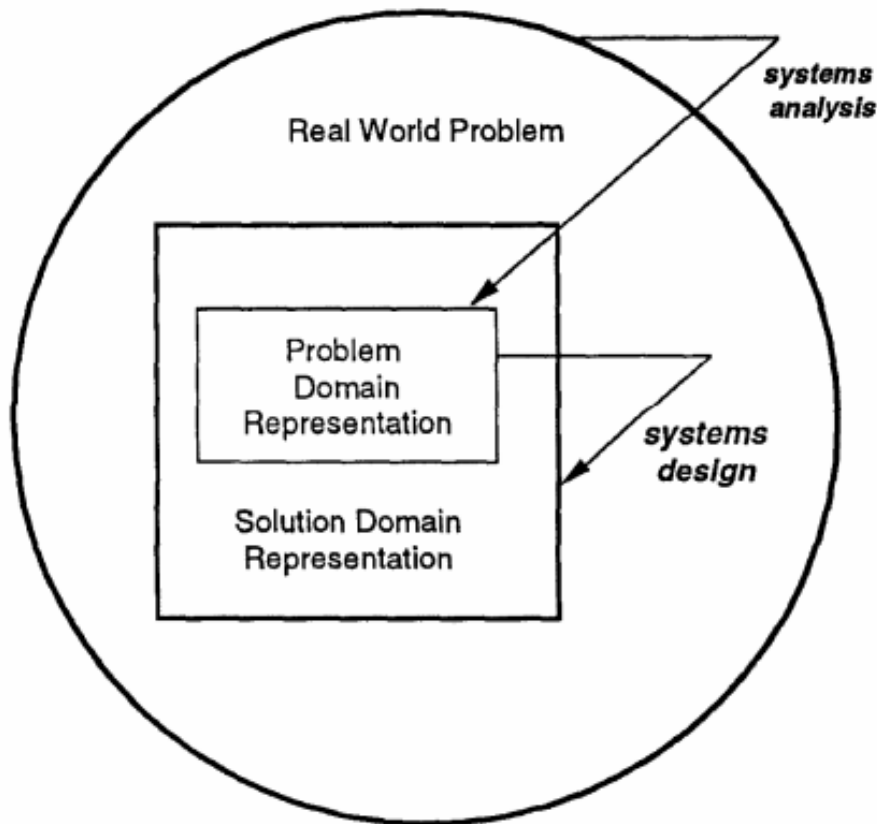 systems
analysis
Real World Problem
Problem
Domain
Representation
systems
design
Solution Domain
Representation